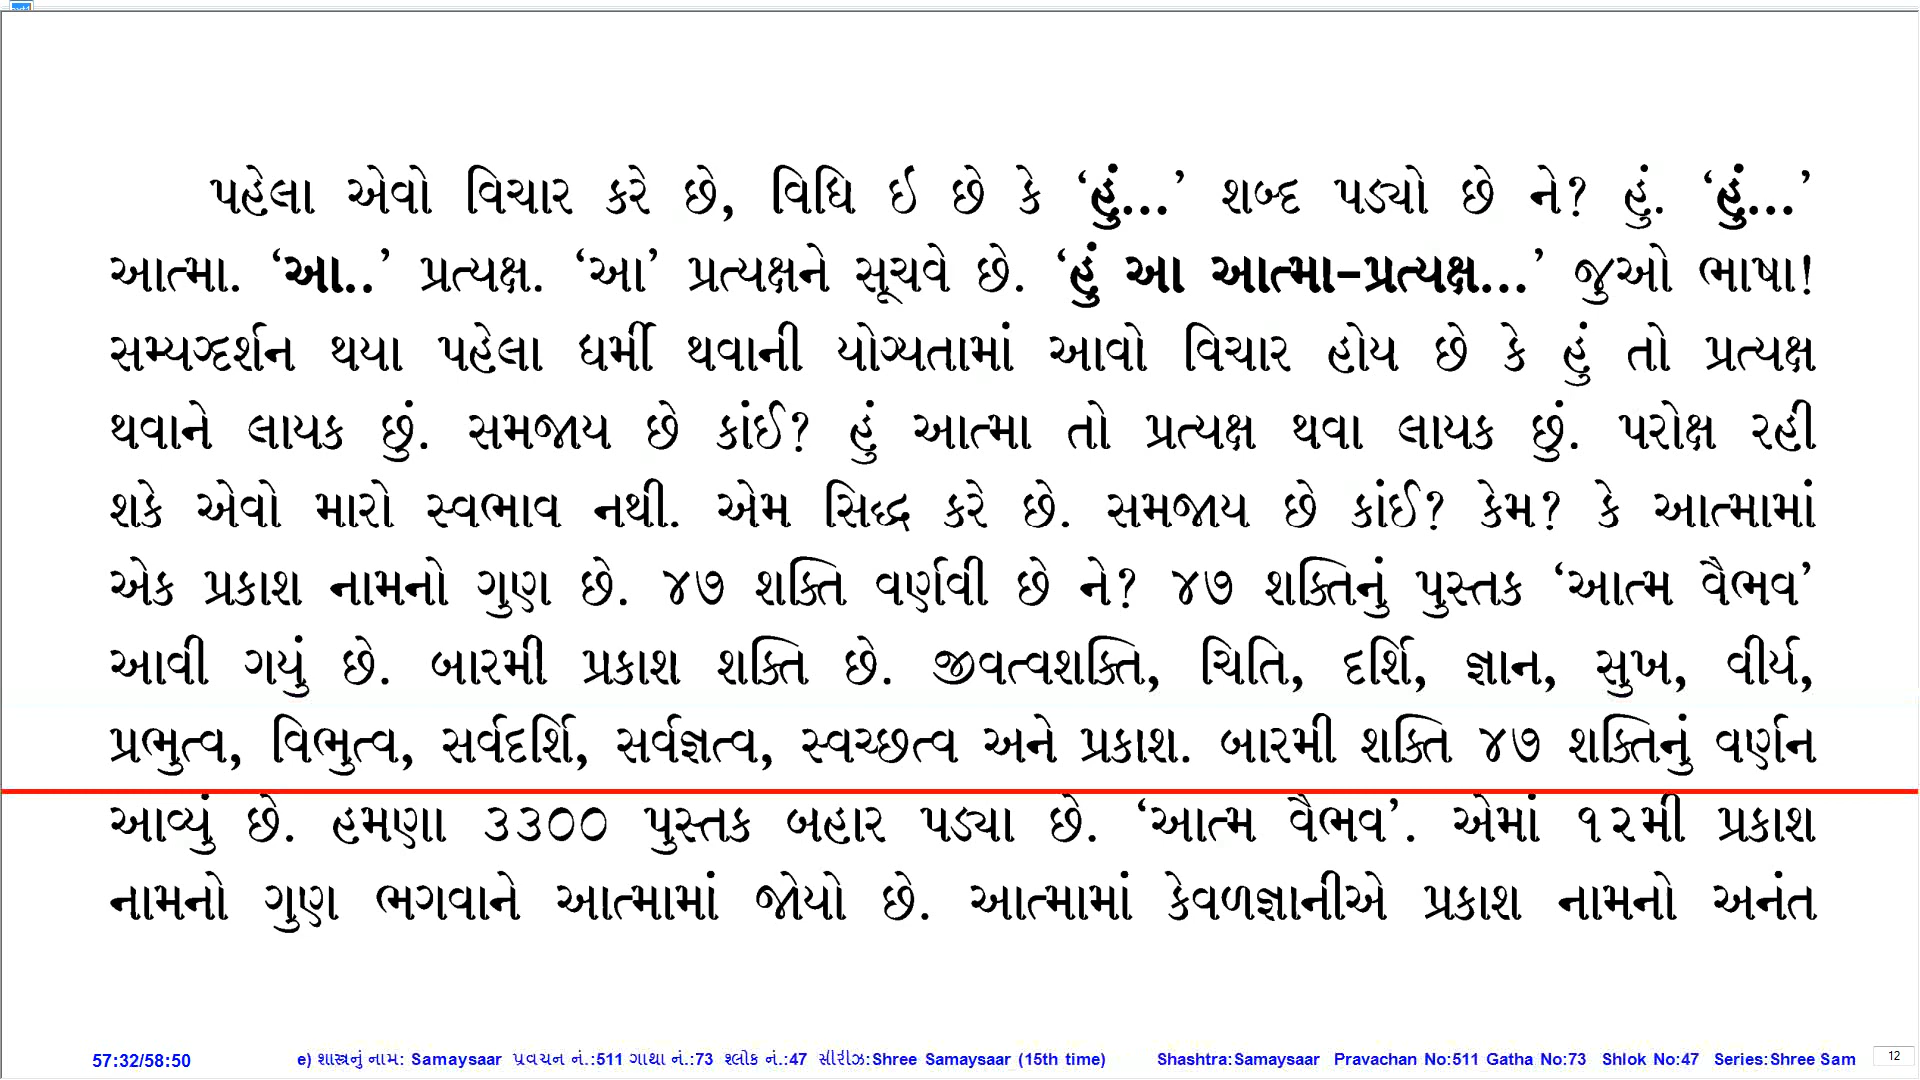 પહેલા એવો વિચાર કરે છે, વિધિ ઈ છે કે ‘હું...’ શબ્દ પડ્યો છે ને? હું. ‘હું...’
આત્મા. ‘આ..’ પ્રત્યક્ષ. ‘આ’ પ્રત્યક્ષને સૂચવે છે. ‘હું આ આત્મા-પ્રત્યક્ષ...’ જુઓ ભાષા!
સમ્યગ્દર્શન થયા પહેલા ધર્મી થવાની યોગ્યતામાં આવો વિચાર હોય છે કે હું તો પ્રત્યક્ષ
થવાને લાયક છું. સમજાય છે કાંઈ? હું આત્મા તો પ્રત્યક્ષ થવા લાયક છું. પરોક્ષ રહી
શકે એવો મારો સ્વભાવ નથી. એમ સિદ્ધ કરે છે. સમજાય છે કાંઈ? કેમ? કે આત્મામાં
એક પ્રકાશ નામનો ગુણ છે. ૪૭ શક્તિ વર્ણવી છે ને? ૪૭ શક્તિનું પુસ્તક ‘આત્મ વૈભવ’
આવી ગયું છે. બારમી પ્રકાશ શક્તિ છે. જીવત્વશક્તિ, ચિતિ, દર્શિ, જ્ઞાન, સુખ, વીર્ય,
પ્રભુત્વ, વિભુત્વ, સર્વદર્શિ, સર્વજ્ઞત્વ, સ્વચ્છત્વ અને પ્રકાશ. બારમી શક્તિ ૪૭ શક્તિનું વર્ણન
આવ્યું છે. હમણા ૩૩૦૦ પુસ્તક બહાર પડ્યા છે. ‘આત્મ વૈભવ’. એમાં ૧૨મી પ્રકાશ
નામનો ગુણ ભગવાને આત્મામાં જોયો છે. આત્મામાં કેવળજ્ઞાનીએ પ્રકાશ નામનો અનંત
57:32/58:50 e) શાસ્ત્રનું નામ: Samaysaar પ્રવચન નં.:511 ગાથા નં.:73 શ્લોક નં.:47 સીરીઝ:Shree Samaysaar (15th time) Shashtra:Samaysaar Pravachan No:511 Gatha No:73 Shlok No:47 Series:Shree Sam 12